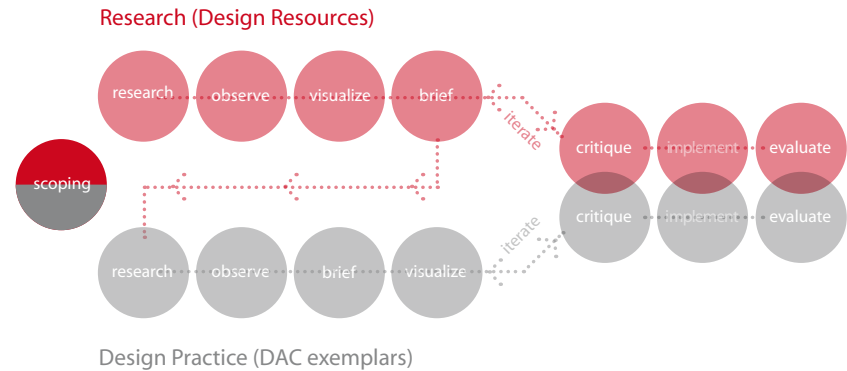 Research (Design Resources)
research observe visualize brief
iterate
critique implement evaluate
scoping
critique implement evaluate
iterate
research observe brief visualize
Design Practice (DAC exemplars)